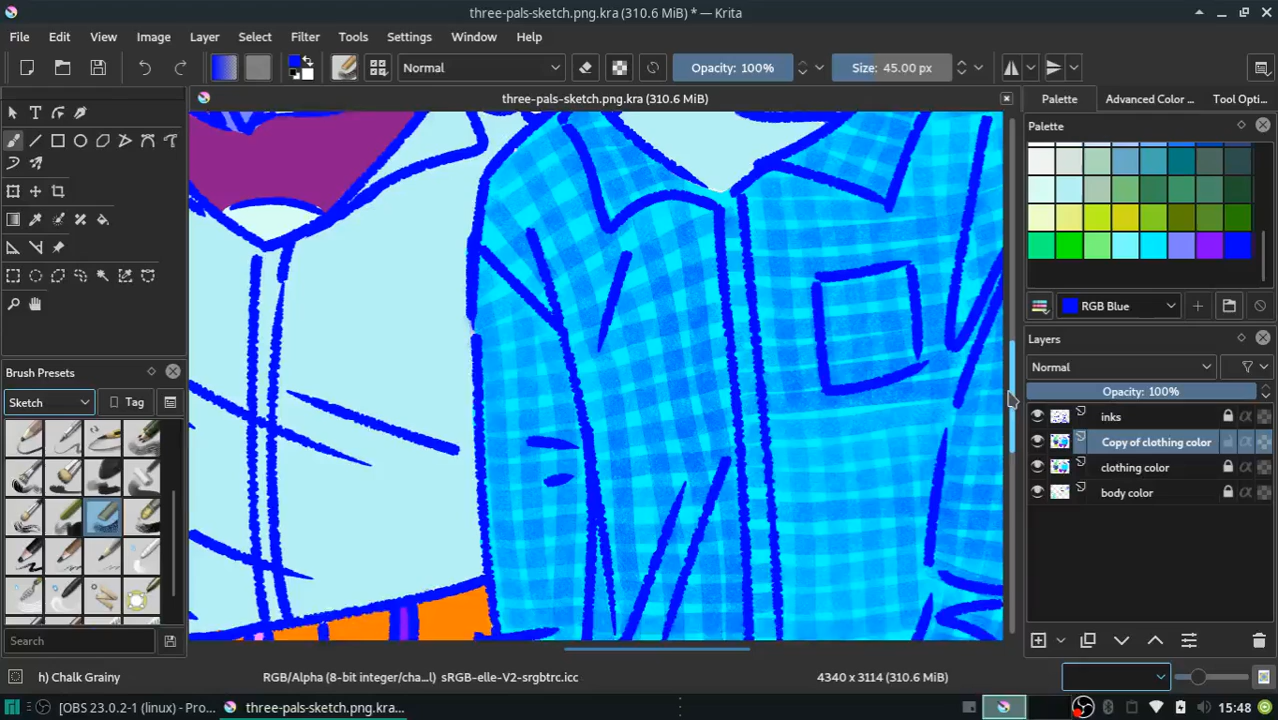 three-pals-sketch.png.kra (310.6 MiB) * — Krita
File Edit View Image Layer Select Filter Tools Settings Window Help
Normal Opacity: 100% Size: 45.00 px
three-pals-sketch.png.kra (310.6 MiB)
Palette Advanced Color ... Tool Opti...
Palette
RGB Blue
Layers
Normal
Opacity: 100%
inks
Copy of clothing color
clothing color
body color
Brush Presets
Sketch Tag
Search
h) Chalk Grainy RGB/Alpha (8-bit integer/cha...l) sRGB-elle-V2-srgbtrc.icc 4340 x 3114 (310.6 MiB)
[OBS 23.0.2-1 (linux) - Pro... three-pals-sketch.png.kra... 15:48